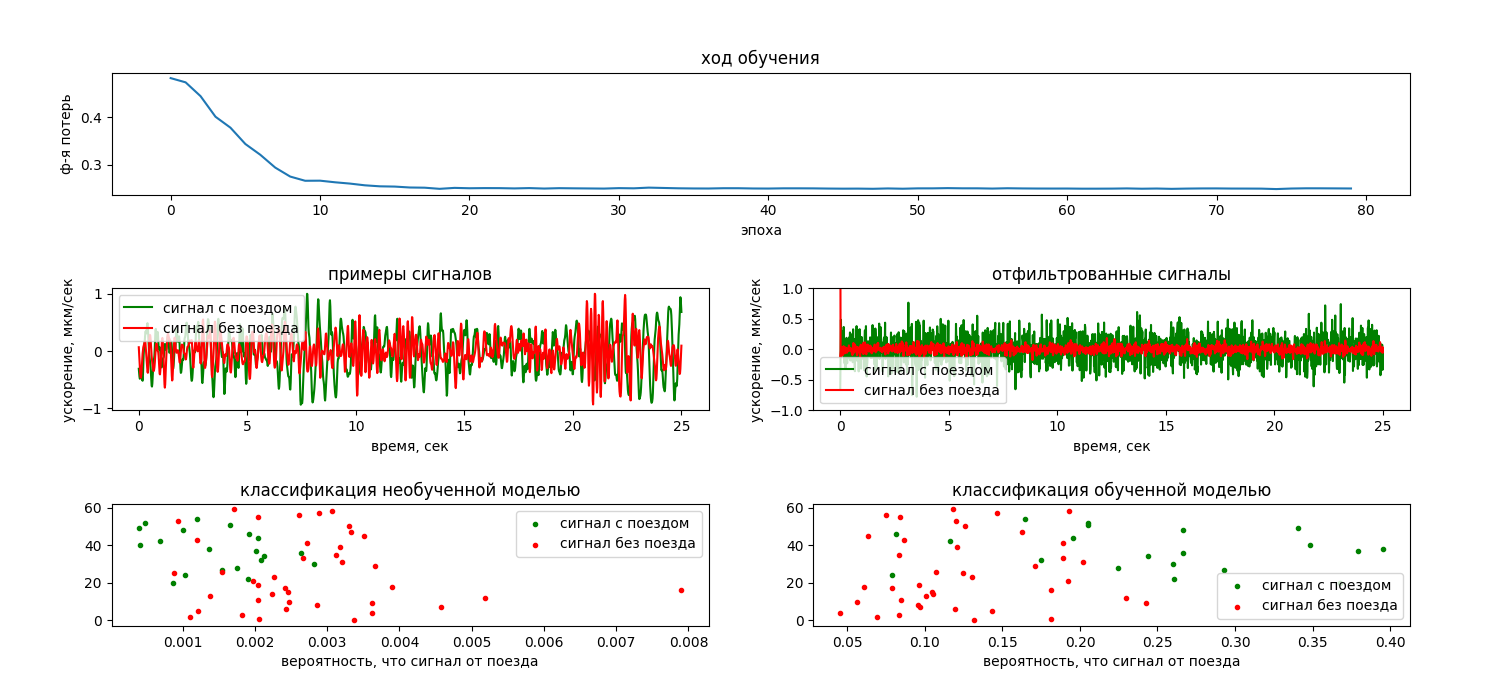 ход обучения
ф-я потерь
0.4
0.3
0 10 20 30 40 50 60 70 80
эпоха
примеры сигналов
ускорение, мкм/сек
1
0
−1
сигнал с поездом
сигнал без поезда
0 5 10 15 20 25
время, сек
отфильтрованные сигналы
ускорение, мкм/сек
1.0
0.5
0.0
−0.5
−1.0
сигнал с поездом
сигнал без поезда
0 5 10 15 20 25
время, сек
классификация необученной моделью
60
40
20
0
сигнал с поездом
сигнал без поезда
0.001 0.002 0.003 0.004 0.005 0.006 0.007 0.008
вероятность, что сигнал от поезда
классификация обученной моделью
60
40
20
0
сигнал с поездом
сигнал без поезда
0.05 0.10 0.15 0.20 0.25 0.30 0.35 0.40
вероятность, что сигнал от поезда